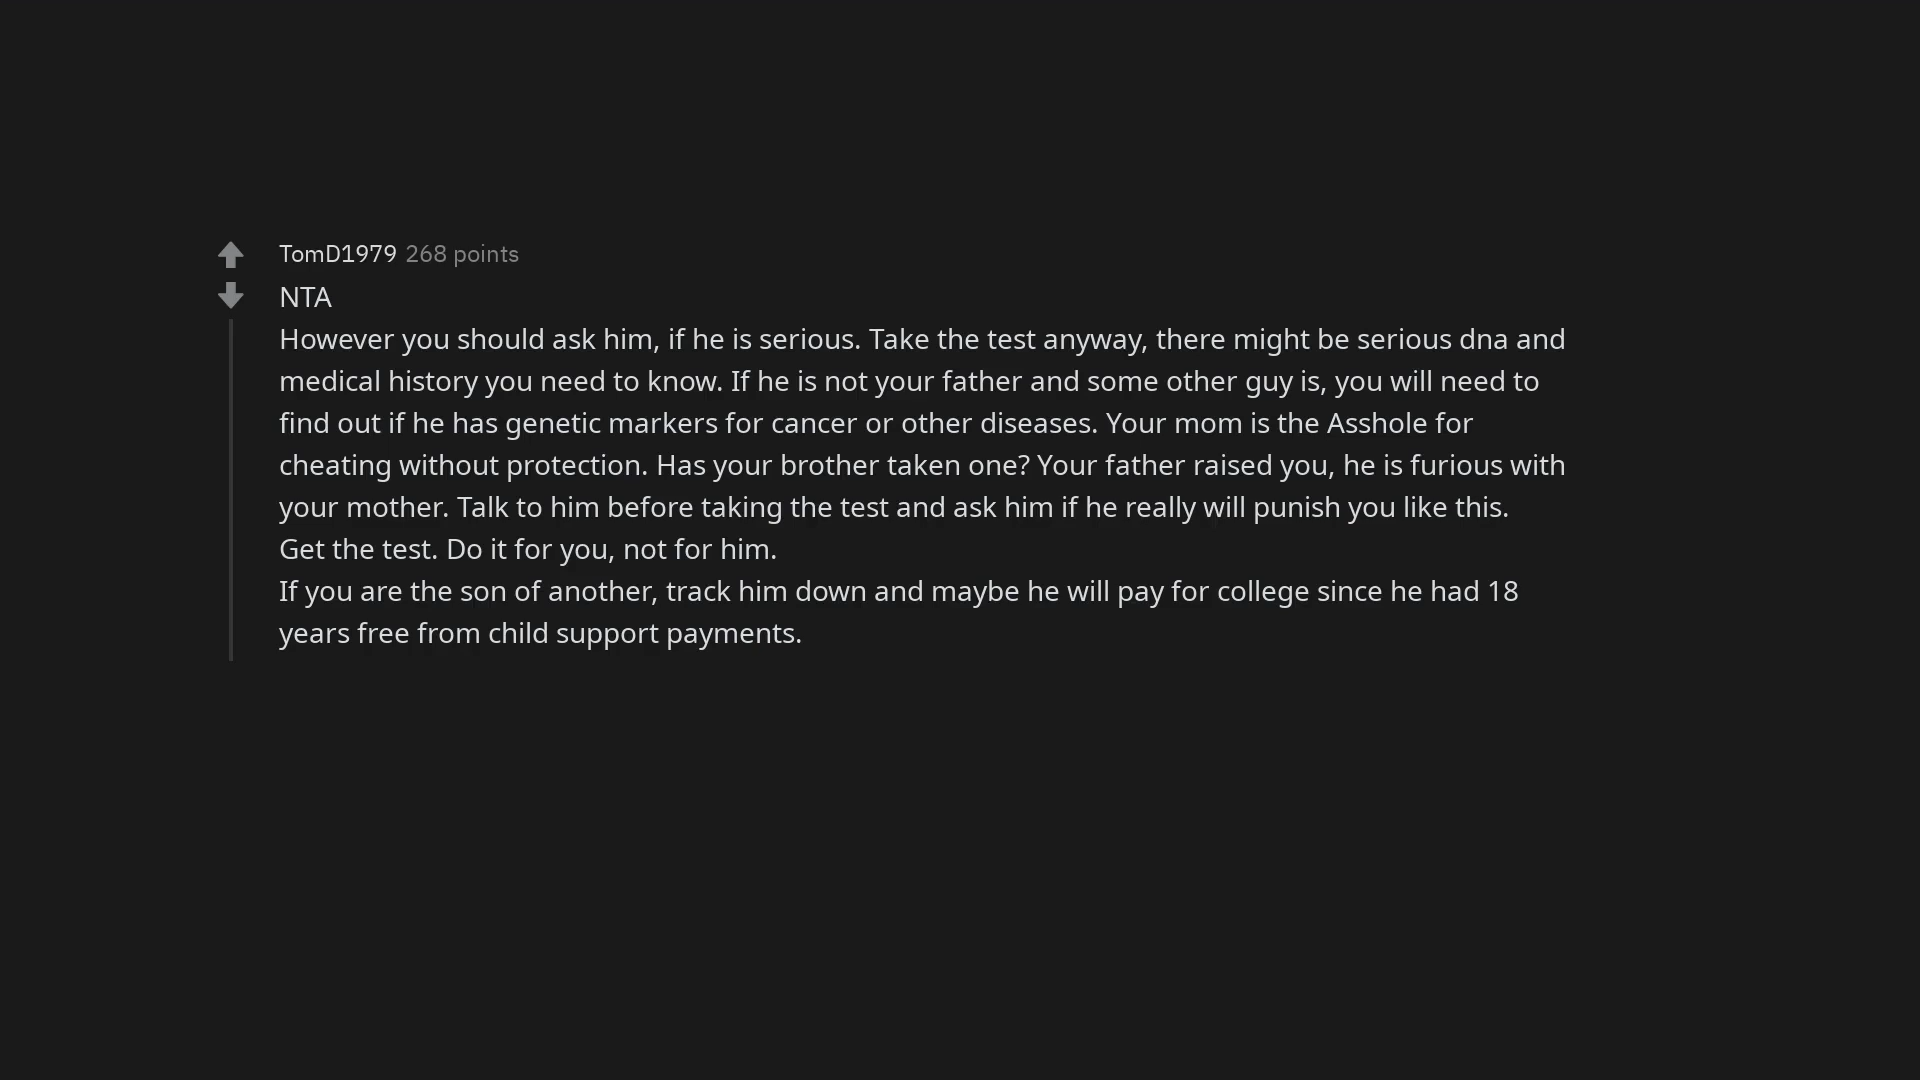 TomD1979 268 points
NTA
However you should ask him, if he is serious. Take the test anyway, there might be serious dna and
medical history you need to know. If he is not your father and some other guy is, you will need to
find out if he has genetic markers for cancer or other diseases. Your mom is the Asshole for
cheating without protection. Has your brother taken one? Your father raised you, he is furious with
your mother. Talk to him before taking the test and ask him if he really will punish you like this.
Get the test. Do it for you, not for him.
If you are the son of another, track him down and maybe he will pay for college since he had 18
years free from child support payments.